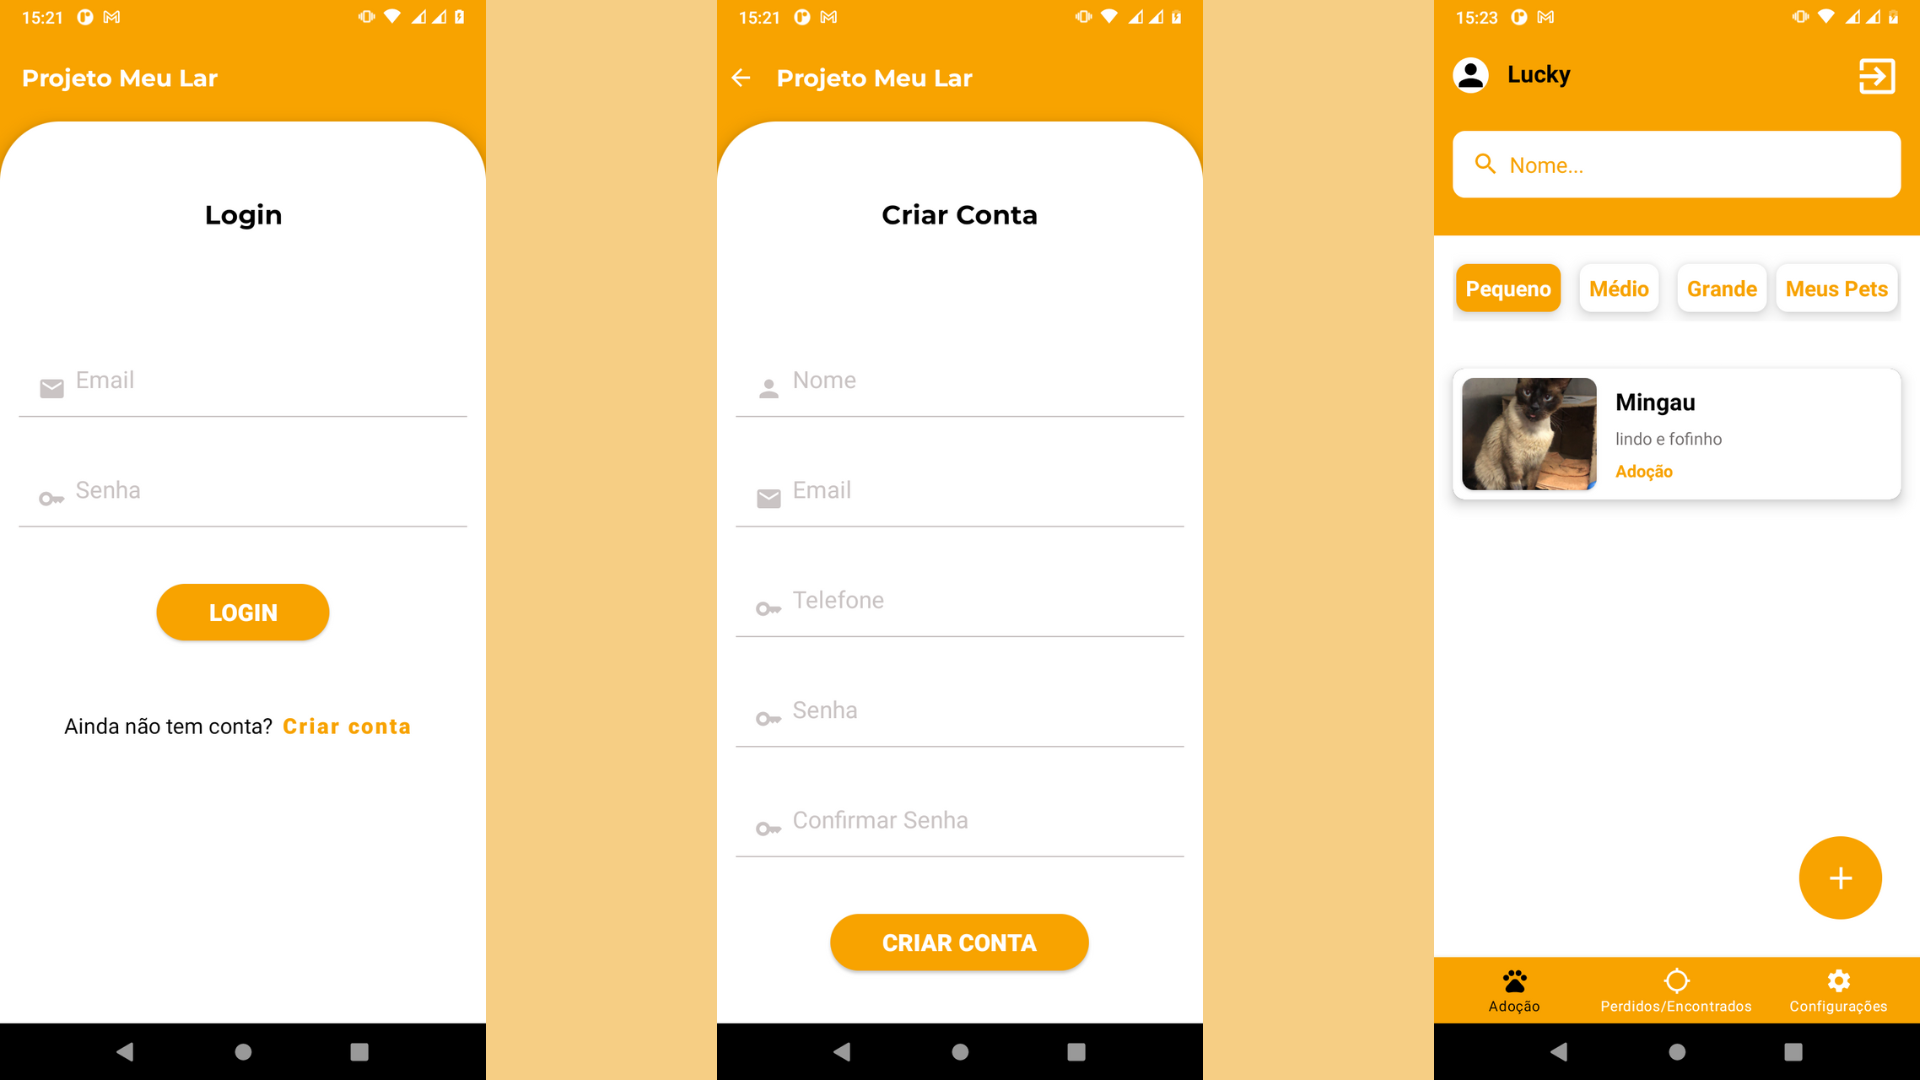 15:21
Projeto Meu Lar
Login
Email
Senha
LOGIN
Ainda não tem conta? Criar conta
15:21
Projeto Meu Lar
Criar Conta
Nome
Email
Telefone
Senha
Confirmar Senha
CRIAR CONTA
15:23
Lucky
Nome...
Pequeno Médio Grande Meus Pets
Mingau
lindo e fofinho
Adoção
Adoção Perdidos/Encontrados Configurações